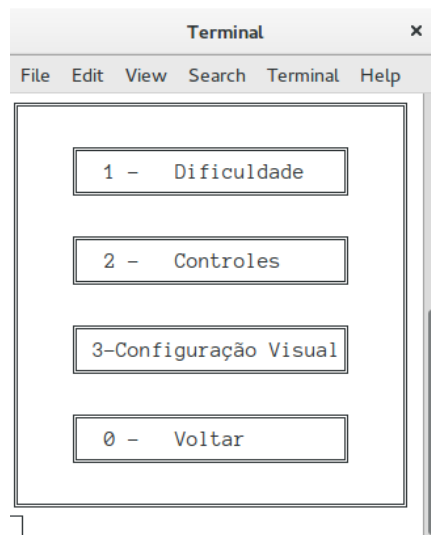 Terminal ×
File Edit View Search Terminal Help
1 - Dificuldade
2 - Controles
3-Configuração Visual
0 - Voltar